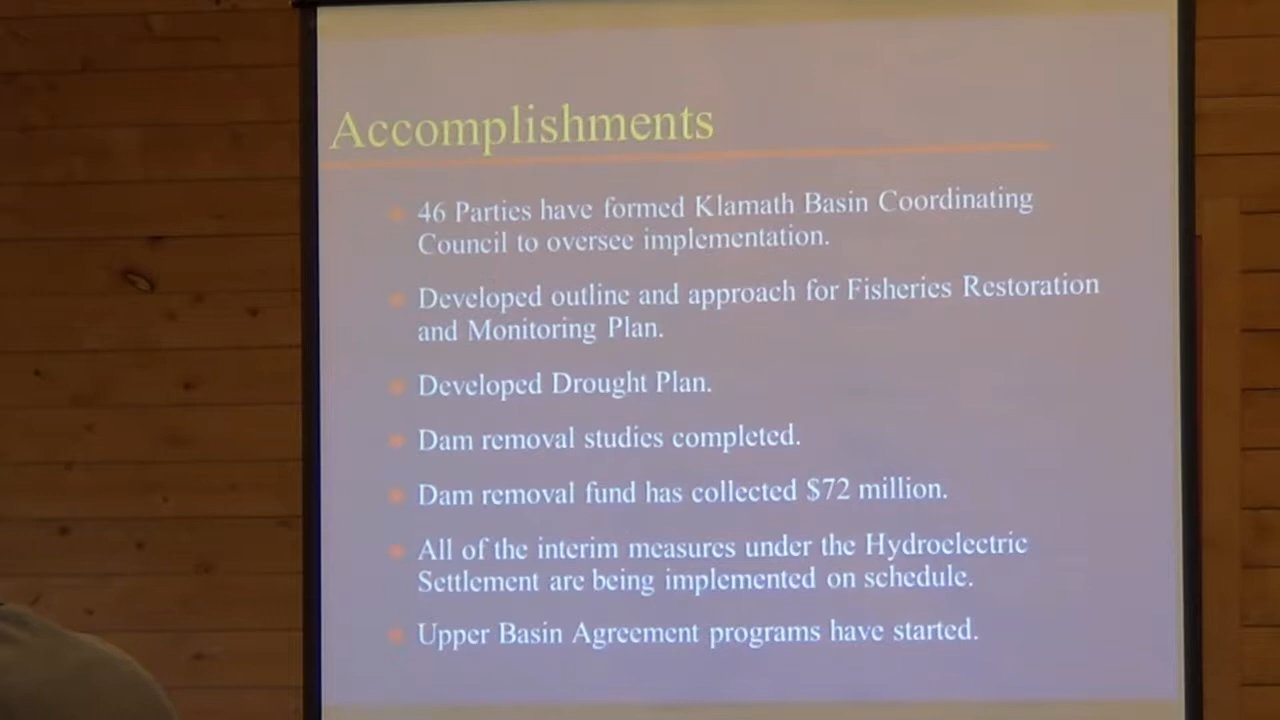 Accomplishments
46 Parties have formed Klamath Basin Coordinating
Council to oversee implementation.
Developed outline and approach for Fisheries Restoration
and Monitoring Plan.
Developed Drought Plan.
Dam removal studies completed.
Dam removal fund has collected $72 million.
All of the interim measures under the Hydroelectric
Settlement are being implemented on schedule.
Upper Basin Agreement programs have started.